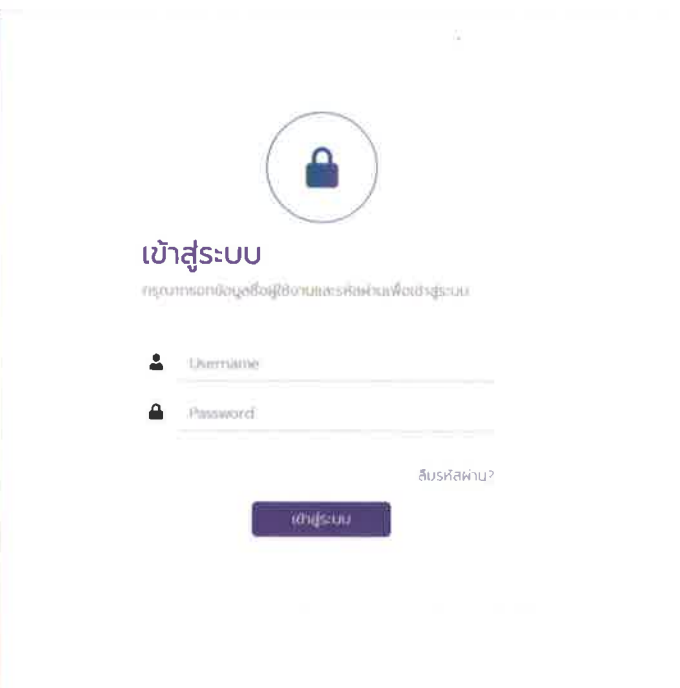 เข้าสู่ระบบ
กรุณากรอกข้อมูลชื่อผู้ใช้งานและรหัสผ่านเพื่อเข้าสู่ระบบ
Username
Password
ลืมรหัสผ่าน?
เข้าสู่ระบบ